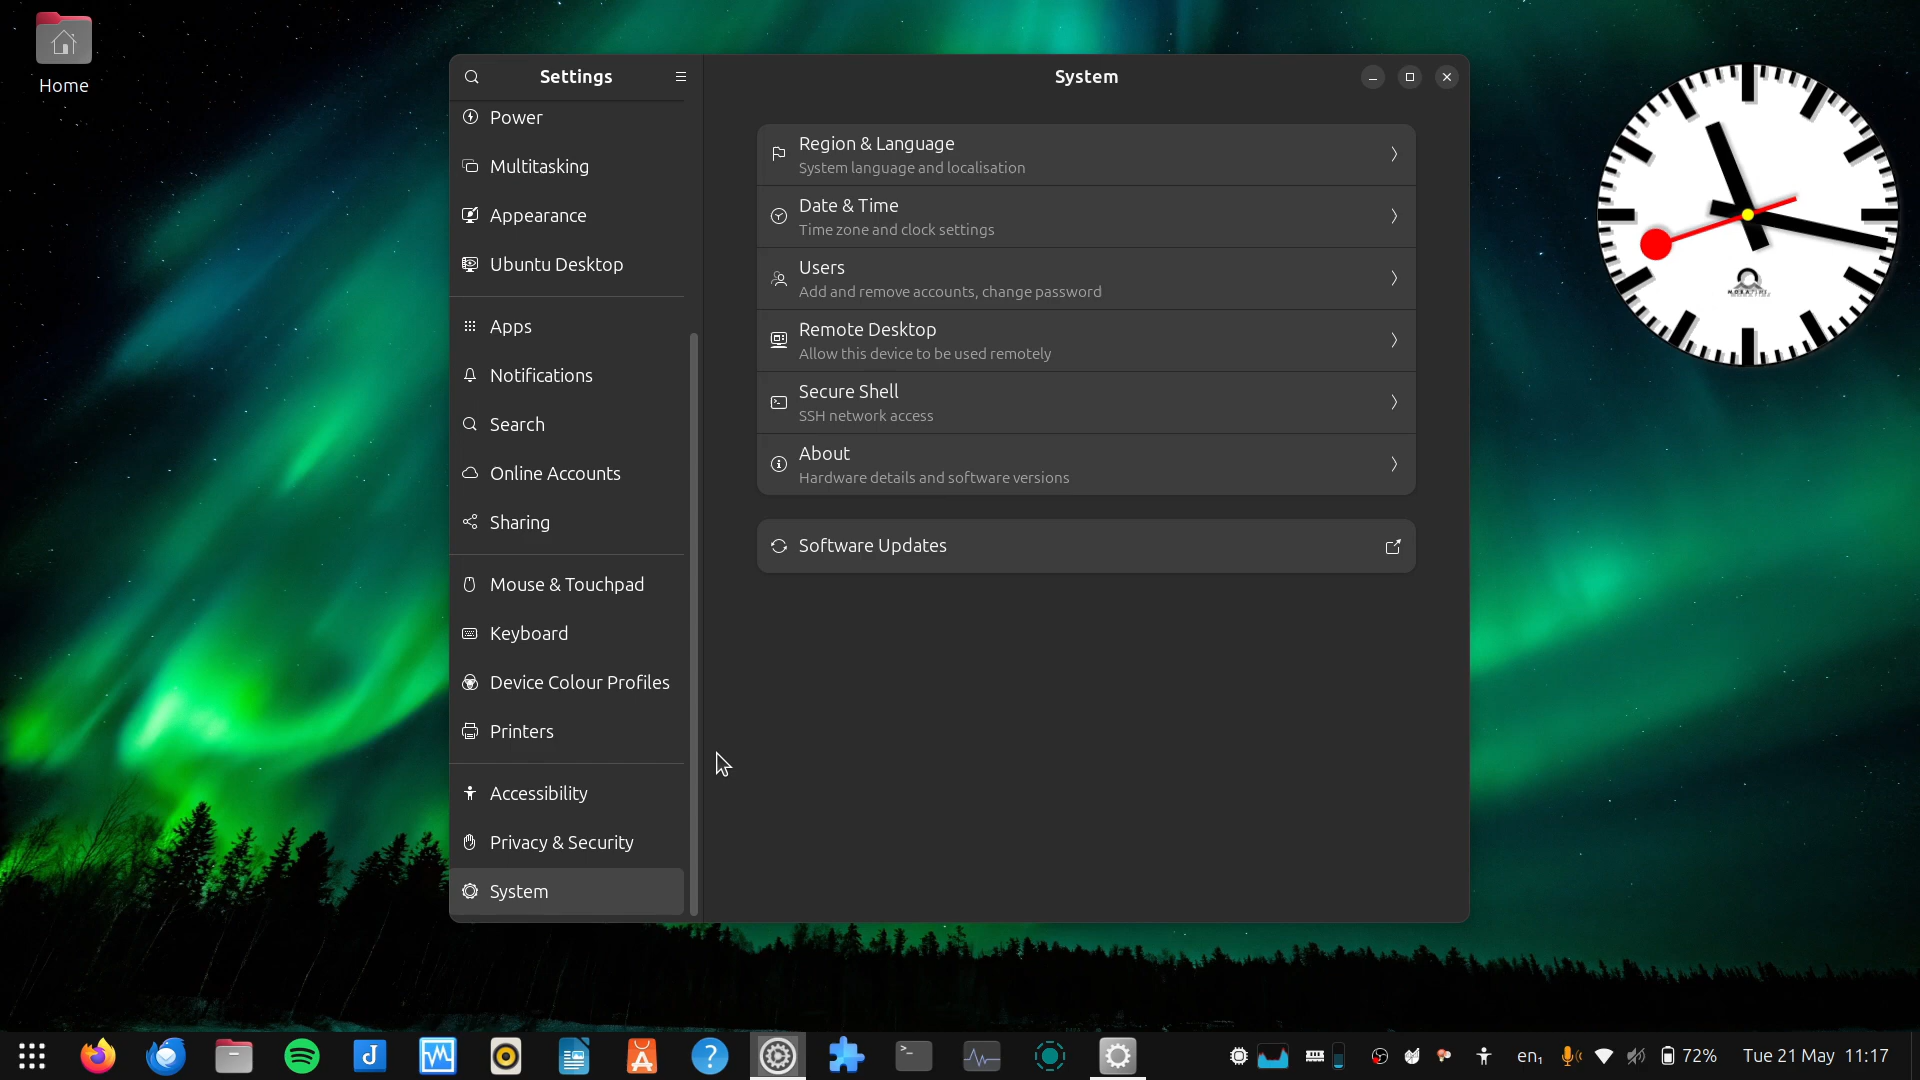 Home
Settings
Power
Multitasking
Appearance
Ubuntu Desktop
Apps
Notifications
Search
Online Accounts
Sharing
Mouse & Touchpad
Keyboard
Device Colour Profiles
Printers
Accessibility
Privacy & Security
System
System
Region & Language
System language and localisation
Date & Time
Time zone and clock settings
Users
Add and remove accounts, change password
Remote Desktop
Allow this device to be used remotely
Secure Shell
SSH network access
About
Hardware details and software versions
Software Updates
en₁ 72% Tue 21 May 11:17